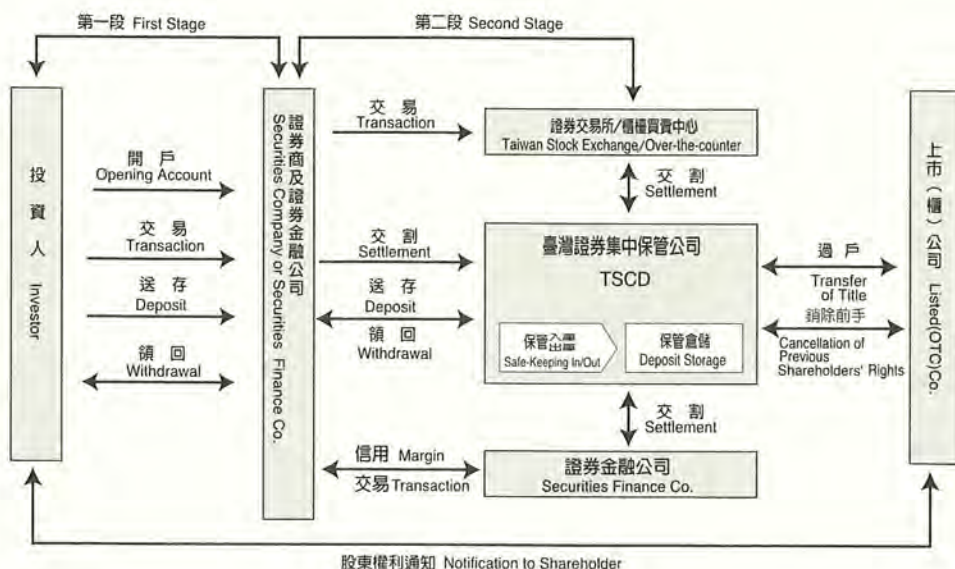 第一段 First Stage
第二段 Second Stage
投資人 Investor
開戶
Opening Account
交易
Transaction
送存
Deposit
領回
Withdrawal
證券商及證券金融公司
Securities Company or Securities Finance Co.
交易
Transaction
交割
Settlement
送存
Deposit
領回
Withdrawal
信用 Margin
交易 Transaction
證券交易所/櫃檯買賣中心
Taiwan Stock Exchange/Over-the-counter
交割
Settlement
臺灣證券集中保管公司
TSCD
保管
Safe-Keeping In/Out
保管倉儲
Deposit Storage
交割
Settlement
證券金融公司
Securities Finance Co.
過戶
Transfer
of Title
銷除前手
Cancellation of
Previous
Shareholders' Rights
上市(櫃)公司 Listed(OTC)Co.
股東權利通知 Notification to Shareholder